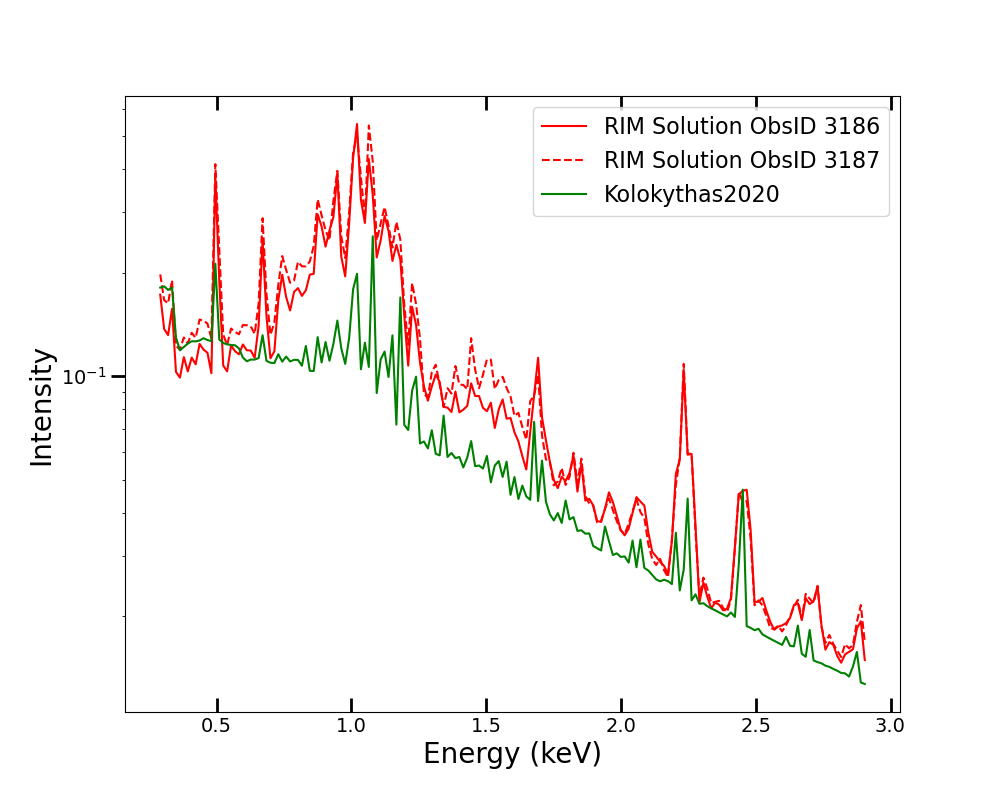 RIM Solution ObsID 3186
RIM Solution ObsID 3187
Kolokythas2020
Intensity
10⁻¹
0.5 1.0 1.5 2.0 2.5 3.0
Energy (keV)